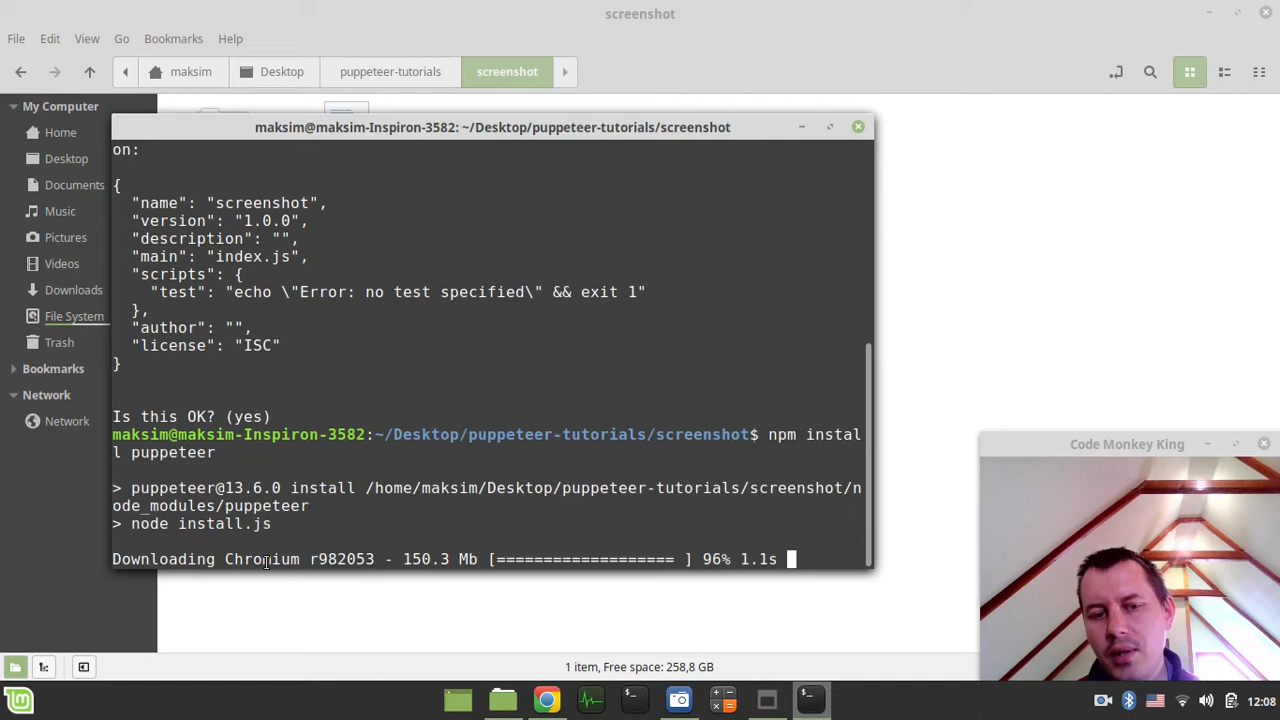 screenshot
File Edit View Go Bookmarks Help
maksim Desktop puppeteer-tutorials screenshot
My Computer
Home
Desktop
Documents
Music
Pictures
Videos
Downloads
File System
Trash
Bookmarks
Network
Network
maksim@maksim-Inspiron-3582: ~/Desktop/puppeteer-tutorials/screenshot
on:
{
"name": "screenshot",
"version": "1.0.0",
"description": "",
"main": "index.js",
"scripts": {
"test": "echo \"Error: no test specified\" && exit 1"
},
"author": "",
"license": "ISC"
}
Is this OK? (yes)
maksim@maksim-Inspiron-3582:~/Desktop/puppeteer-tutorials/screenshot$ npm instal
l puppeteer
> puppeteer@13.6.0 install /home/maksim/Desktop/puppeteer-tutorials/screenshot/n
ode_modules/puppeteer
> node install.js
Downloading Chromium r982053 - 150.3 Mb [=================== ] 96% 1.1s
Code Monkey King
1 item, Free space: 258,8 GB
12:08